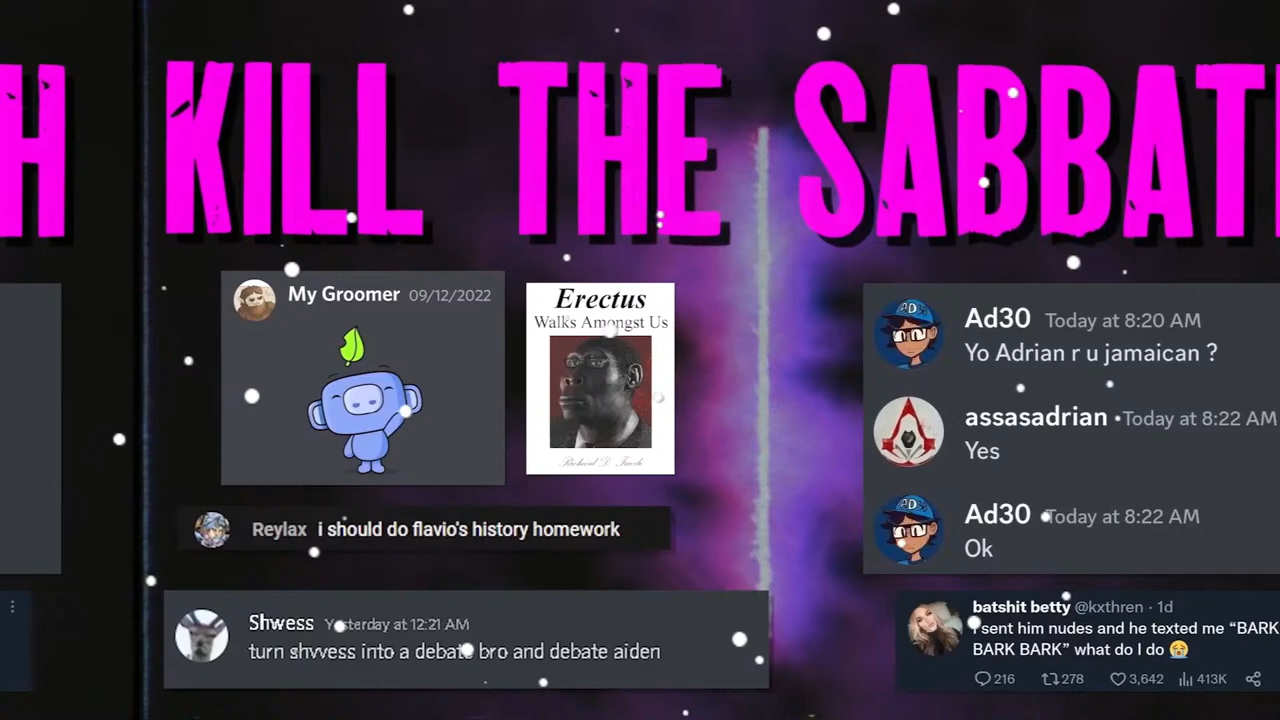 H KILL THE SABBAT
My Groomer 09/12/2022
Erectus
Walks Amongst Us
Richard D. Fuerle
Reylax i should do flavio's history homework
Shwess Yesterday at 12:21 AM
turn shvvess into a debate bro and debate aiden
Ad30 Today at 8:20 AM
Yo Adrian r u jamaican ?
assasadrian Today at 8:22 AM
Yes
Ad30 Today at 8:22 AM
Ok
batshit betty @kxthren · 1d
I sent him nudes and he texted me “BARK
BARK BARK” what do I do 😭
216 278 3,642 413K